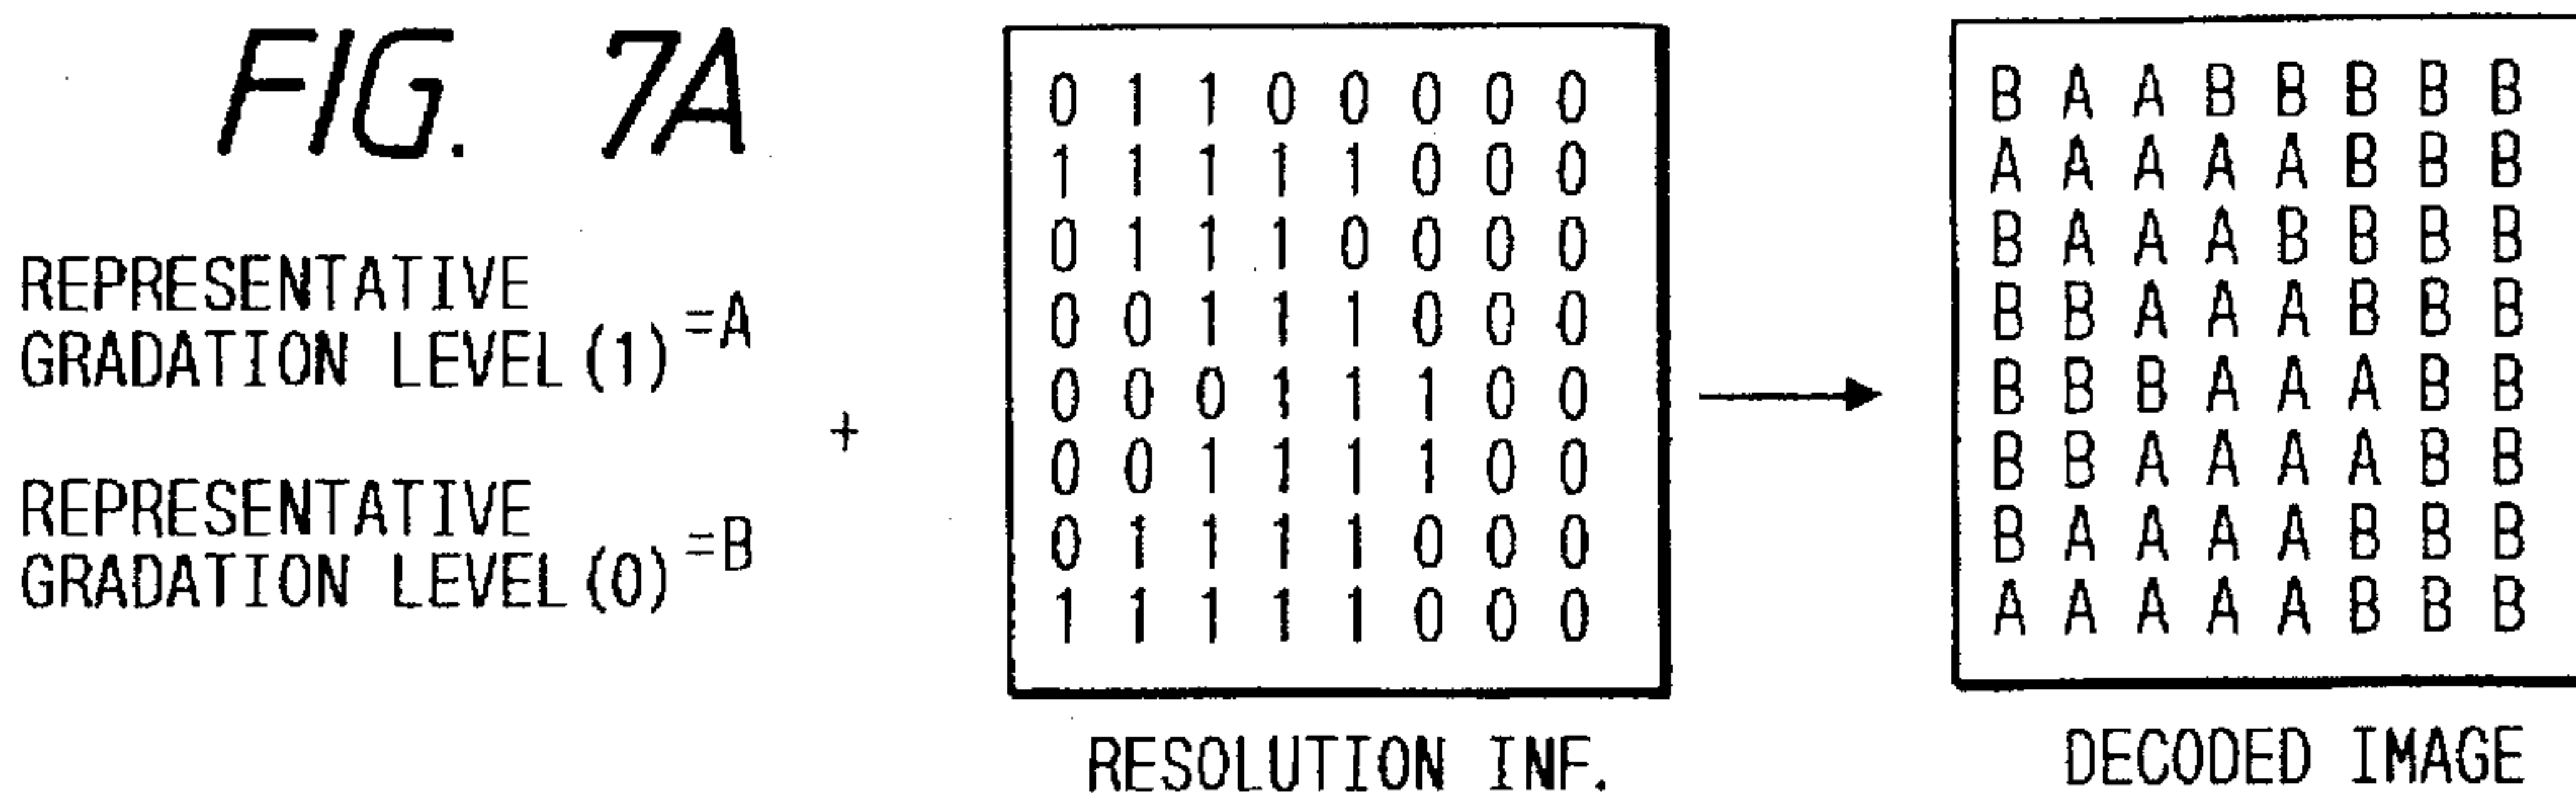 FIG. 7A
REPRESENTATIVE
GRADATION LEVEL(1) =A
+
REPRESENTATIVE
GRADATION LEVEL(0) =B
0 1 1 0 0 0 0 0
1 1 1 1 1 0 0 0
0 1 1 1 0 0 0 0
0 0 1 1 1 0 0 0
0 0 0 1 1 1 0 0
0 0 1 1 1 1 0 0
0 1 1 1 1 0 0 0
1 1 1 1 1 0 0 0
RESOLUTION INF.
B A A B B B B B
A A A A A B B B
B A A A B B B B
B B A A A B B B
B B B A A A B B
B B A A A A B B
B A A A A B B B
A A A A A B B B
DECODED IMAGE